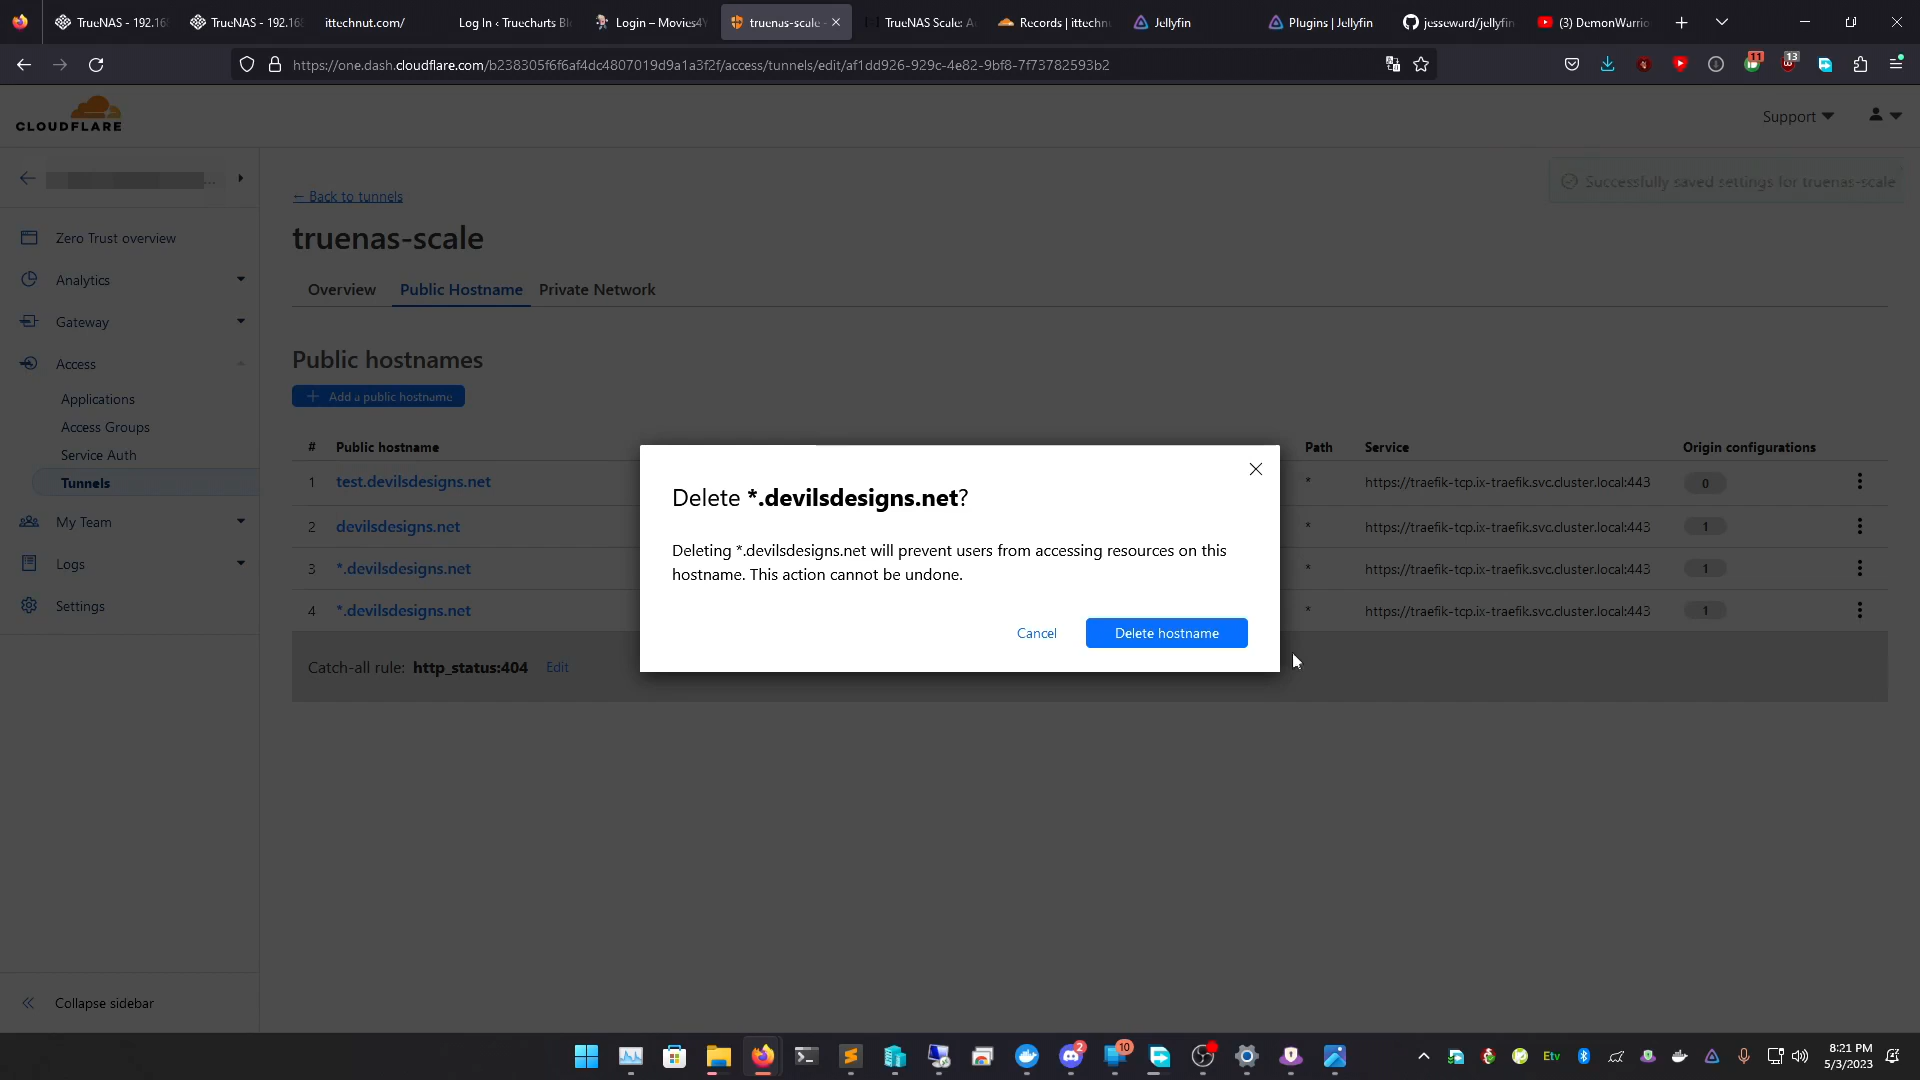 TrueNAS - 192.16
TrueNAS - 192.16
ittechnut.com/
Log In ‹ Truecharts Bl
Login – Movies4Y
truenas-scale -
TrueNAS Scale: A
Records | ittechnu
Jellyfin
Plugins | Jellyfin
jesseward/jellyfin
(3) DemonWarrio
https://one.dash.cloudflare.com/b238305f6f6af4dc4807019d9a1a3f2f/access/tunnels/edit/af1dd926-929c-4e82-9bf8-7f73782593b2
11
13
CLOUDFLARE
Support
...
Successfully saved settings for truenas-scale
← Back to tunnels
truenas-scale
Zero Trust overview
Analytics
Gateway
Access
Applications
Access Groups
Service Auth
Tunnels
My Team
Logs
Settings
Collapse sidebar
Overview Public Hostname Private Network
Public hostnames
+ Add a public hostname
# Public hostname Path Service Origin configurations
1 test.devilsdesigns.net * https://traefik-tcp.ix-traefik.svc.cluster.local:443 0
2 devilsdesigns.net * https://traefik-tcp.ix-traefik.svc.cluster.local:443 1
3 *.devilsdesigns.net * https://traefik-tcp.ix-traefik.svc.cluster.local:443 1
4 *.devilsdesigns.net * https://traefik-tcp.ix-traefik.svc.cluster.local:443 1
Catch-all rule: http_status:404 Edit
Delete *.devilsdesigns.net?
Deleting *.devilsdesigns.net will prevent users from accessing resources on this
hostname. This action cannot be undone.
Cancel
Delete hostname
2
10
Etv
8:21 PM
5/3/2023